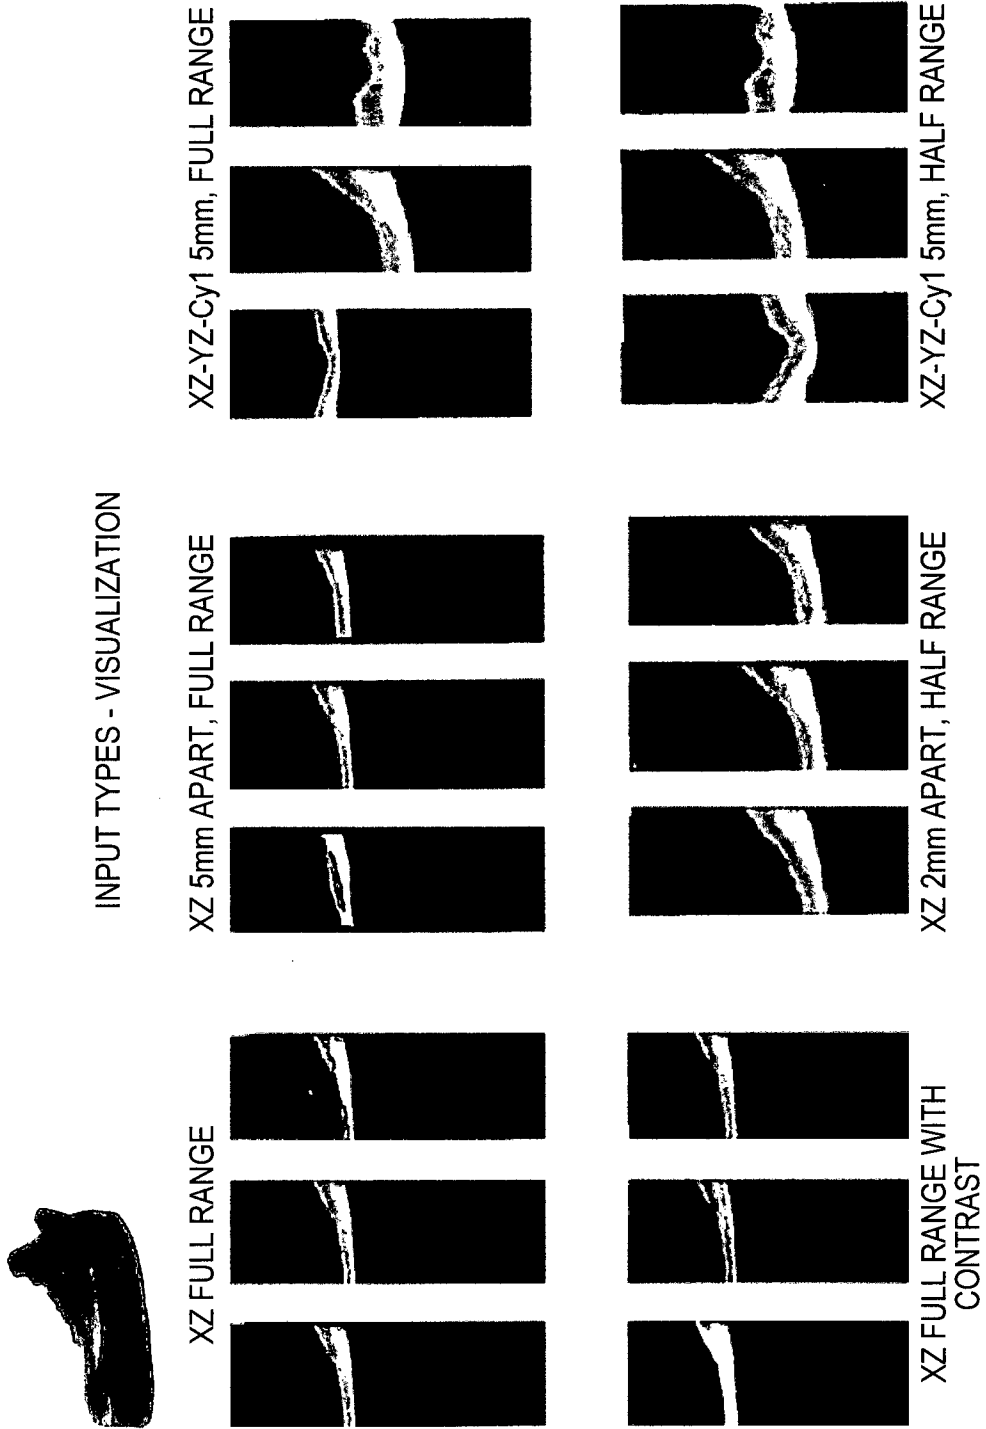 INPUT TYPES - VISUALIZATION
XZ FULL RANGE
XZ 5mm APART, FULL RANGE
XZ-YZ-Cy1 5mm, FULL RANGE
XZ FULL RANGE WITH
CONTRAST
XZ 2mm APART, HALF RANGE
XZ-YZ-Cy1 5mm, HALF RANGE